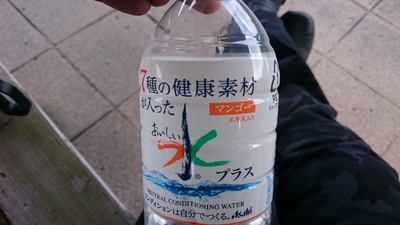 7種の健康素材
が入った
マンゴー
エキス入り
おいしい
水
プラス
NEUTRAL CONDITIONING WATER
コンディションは自分でつくる。Asahi